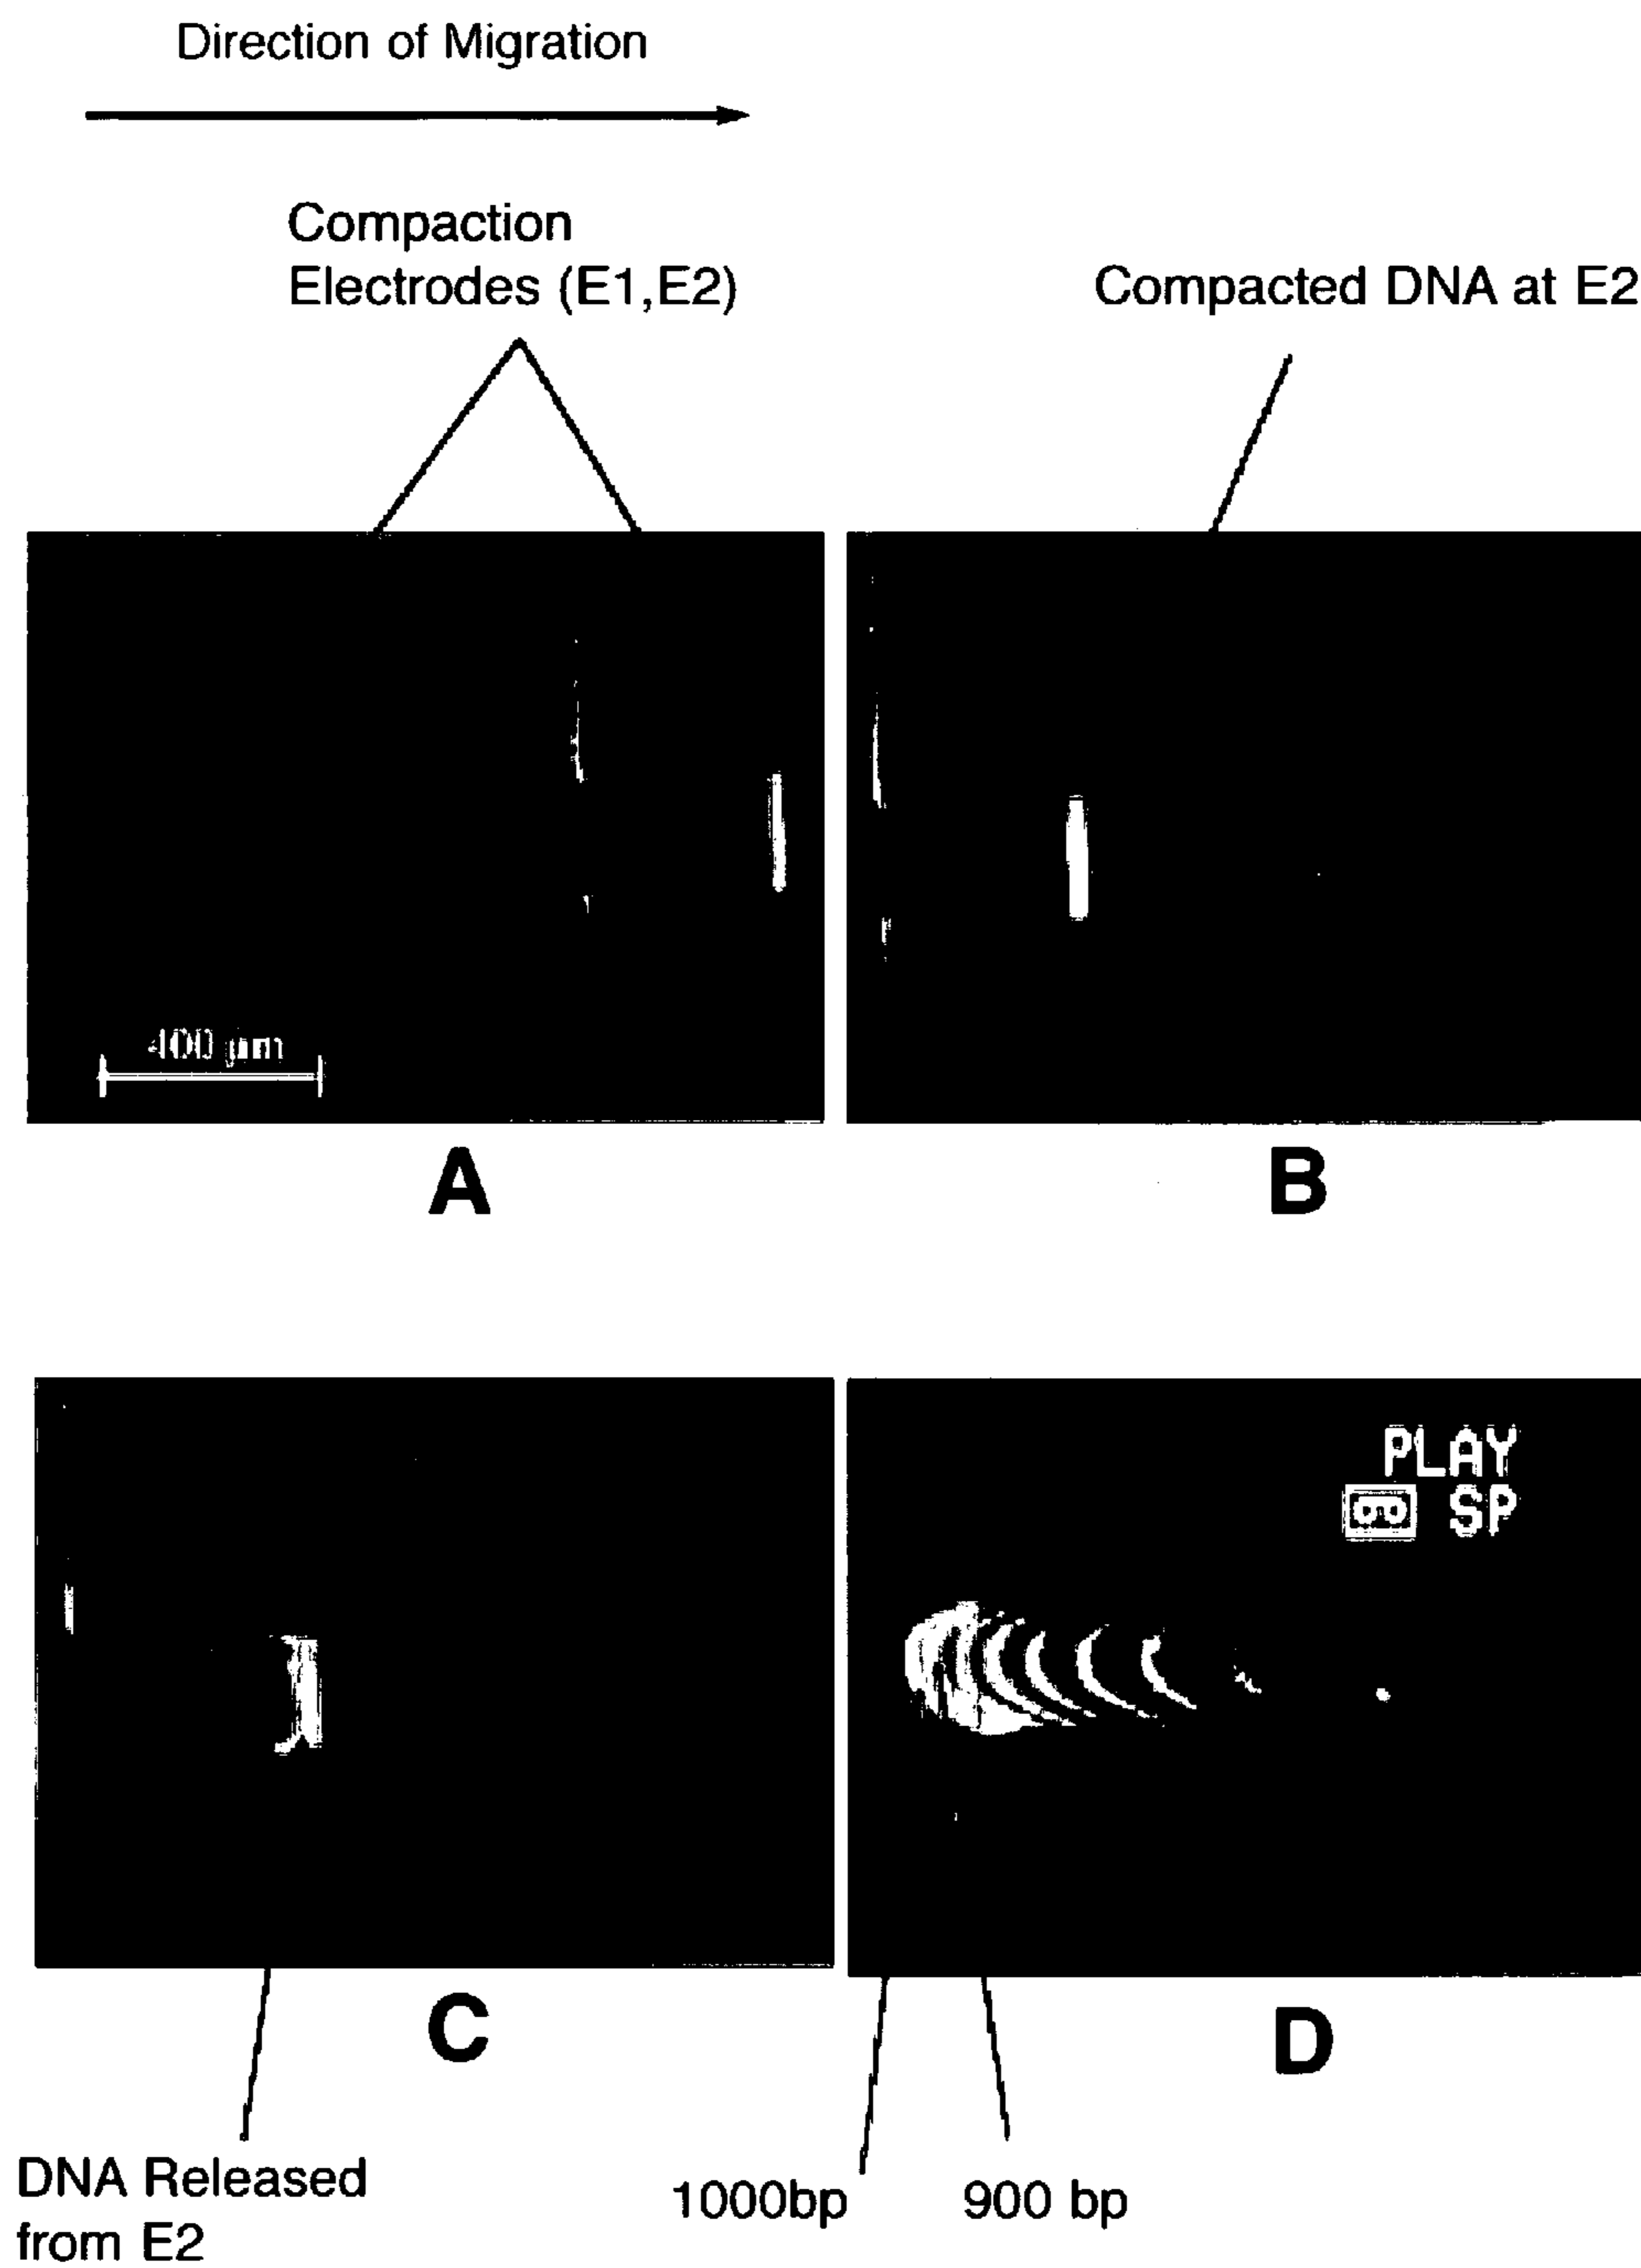 Direction of Migration
Compaction
Electrodes (E1,E2)
Compacted DNA at E2
400 µm
A
B
PLAY
SP
C
D
DNA Released
from E2
1000bp
900 bp